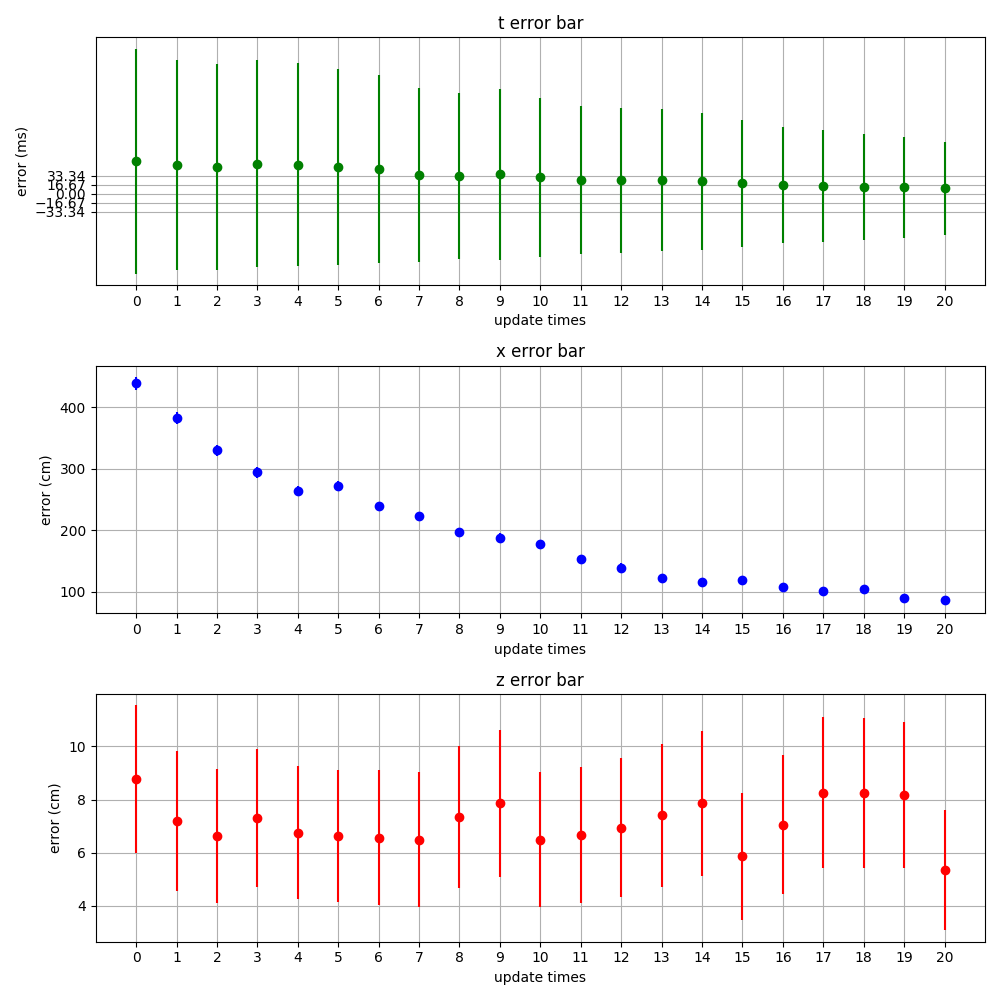 t error bar
error (ms)
33.34
16.67
0.00
−16.67
−33.34
0 1 2 3 4 5 6 7 8 9 10 11 12 13 14 15 16 17 18 19 20
update times
x error bar
error (cm)
400
300
200
100
0 1 2 3 4 5 6 7 8 9 10 11 12 13 14 15 16 17 18 19 20
update times
z error bar
error (cm)
10
8
6
4
0 1 2 3 4 5 6 7 8 9 10 11 12 13 14 15 16 17 18 19 20
update times